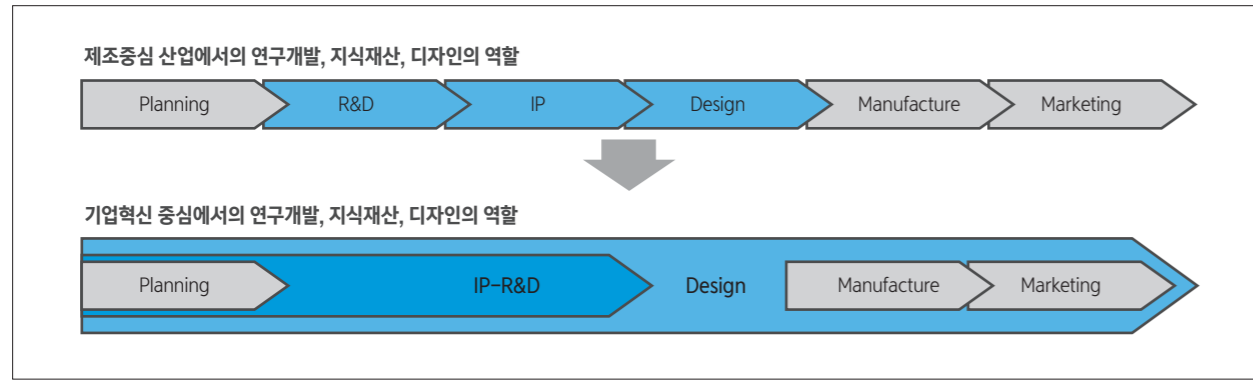 제조중심 산업에서의 연구개발, 지식재산, 디자인의 역할
Planning R&D IP Design Manufacture Marketing
기업혁신 중심에서의 연구개발, 지식재산, 디자인의 역할
Planning IP-R&D Design Manufacture Marketing